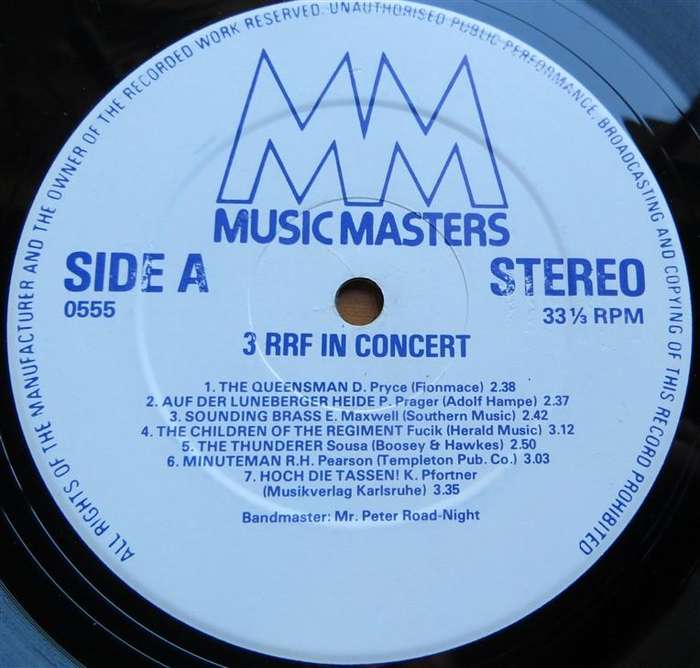 ALL RIGHTS OF THE MANUFACTURER AND THE OWNER OF THE RECORDED WORK RESERVED. UNAUTHORISED PUBLIC PERFORMANCE, BROADCASTING AND COPYING OF THIS RECORD PROHIBITED
MM
MM
MUSIC MASTERS
SIDE A
0555
STEREO
33 ⅓ RPM
3 RRF IN CONCERT
1. THE QUEENSMAN D. Pryce (Fionmace) 2.38
2. AUF DER LUNEBERGER HEIDE P. Prager (Adolf Hampe) 2.37
3. SOUNDING BRASS E. Maxwell (Southern Music) 2.42
4. THE CHILDREN OF THE REGIMENT Fucik (Herald Music) 3.12
5. THE THUNDERER Sousa (Boosey & Hawkes) 2.50
6. MINUTEMAN R.H. Pearson (Templeton Pub. Co.) 3.03
7. HOCH DIE TASSEN! K. Pfortner
(Musikverlag Karlsruhe) 3.35
Bandmaster: Mr. Peter Road-Night